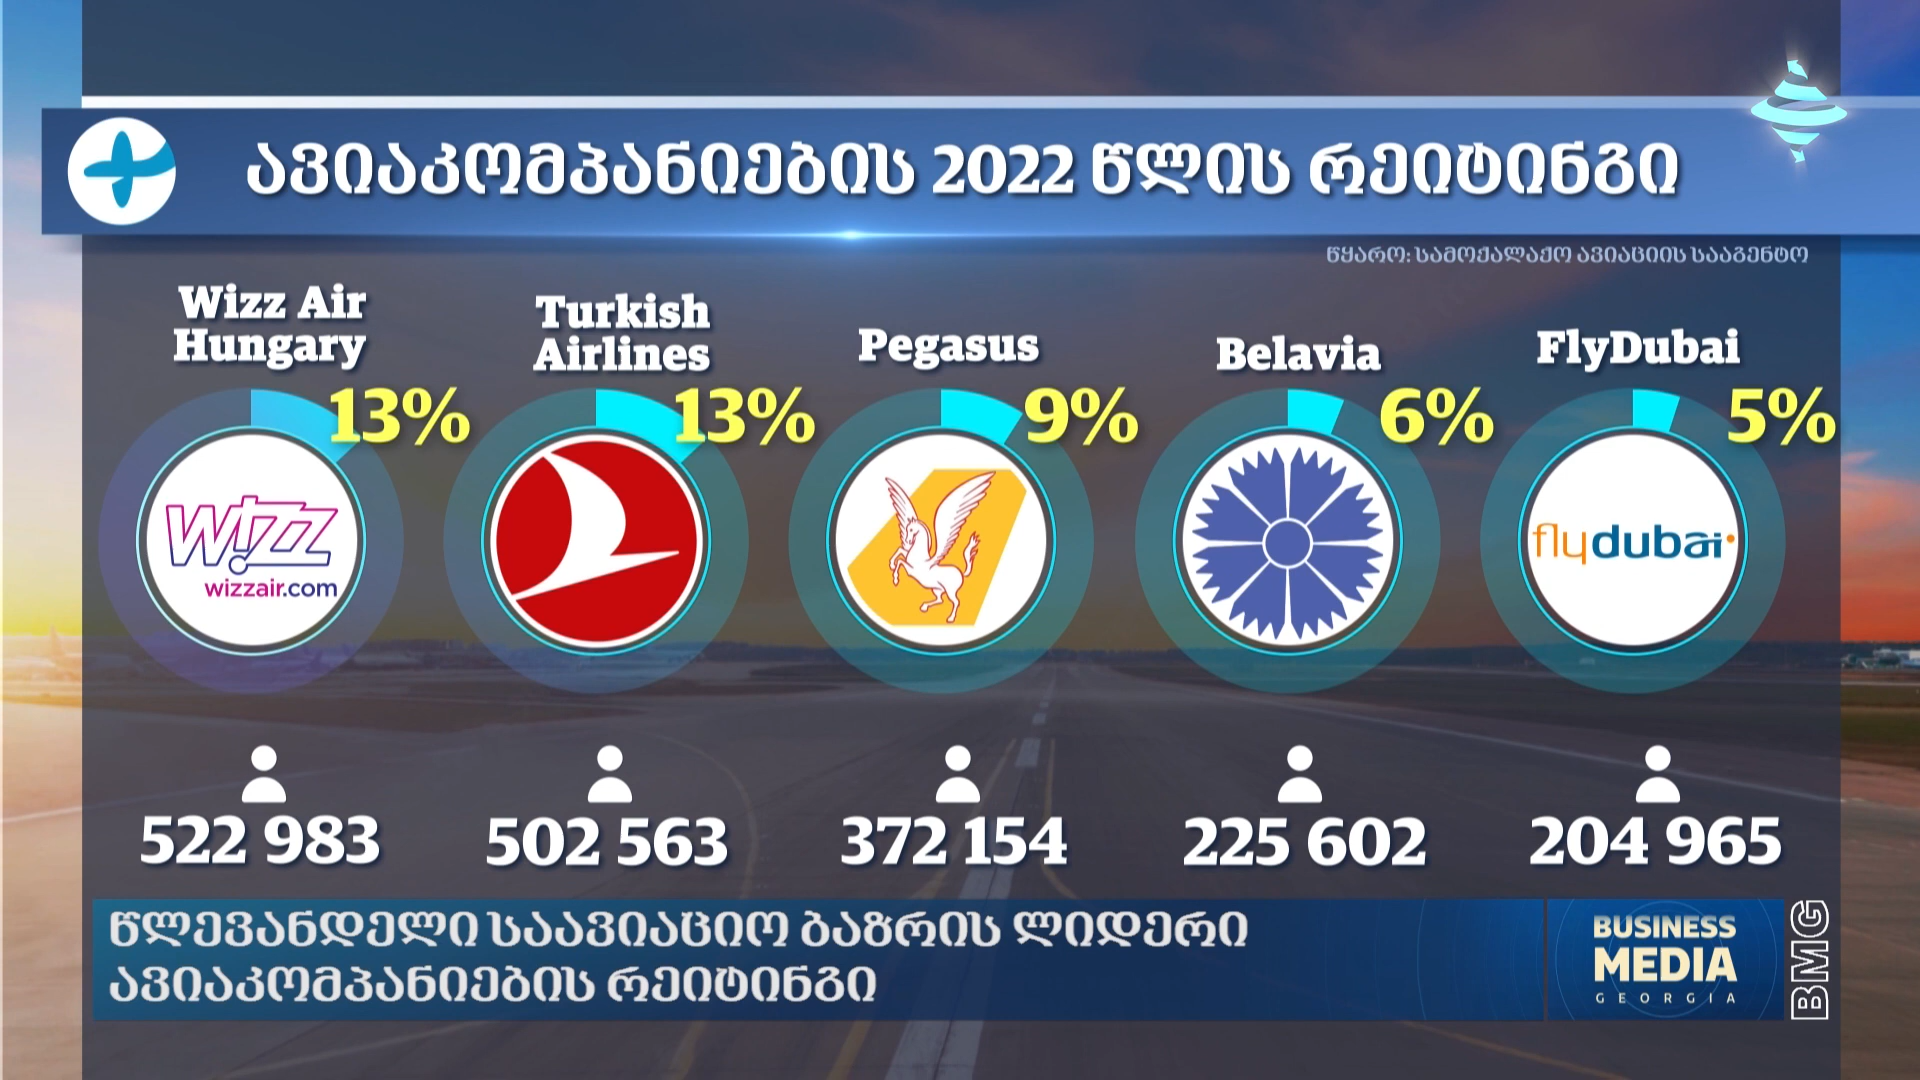 ავიაკომპანიების 2022 წლის რეიტინგი
წყარო: სამოქალაქო ავიაციის სააგენტო
Wizz Air
Hungary
13%
Turkish
Airlines
13%
Pegasus
9%
Belavia
6%
FlyDubai
5%
WIZZ
wizzair.com
flydubai
522 983
502 563
372 154
225 602
204 965
წლევანდელი საავიაციო ბაზრის ლიდერი
ავიაკომპანიების რეიტინგი
BUSINESS
MEDIA
GEORGIA
BMG